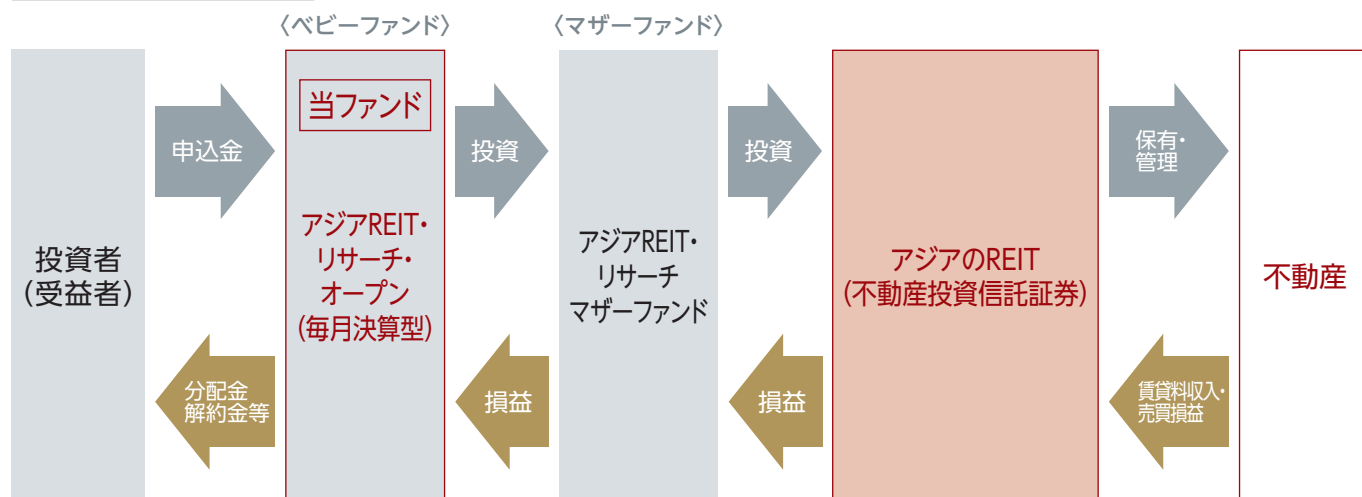 〈ベビーファンド〉
〈マザーファンド〉
投資者
(受益者)
申込金
分配金
解約金等
当ファンド
アジアREIT・
リサーチ・
オープン
(毎月決算型)
投資
損益
アジアREIT・
リサーチ
マザーファンド
投資
損益
アジアのREIT
(不動産投資信託証券)
保有・
管理
賃貸料収入・
売買損益
不動産